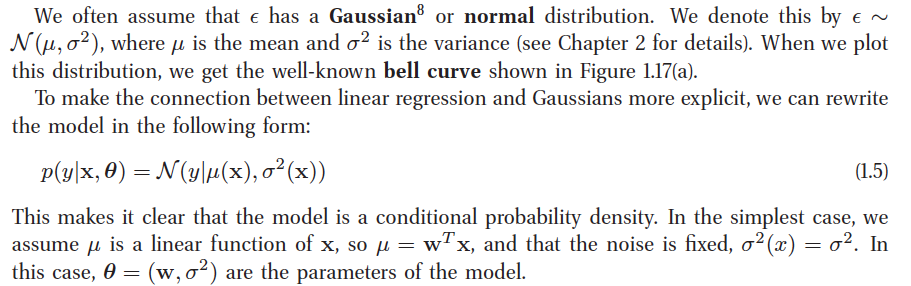 We often assume that ϵ has a Gaussian⁸ or normal distribution. We denote this by ϵ ∼
𝒩(μ, σ²), where μ is the mean and σ² is the variance (see Chapter 2 for details). When we plot
this distribution, we get the well-known bell curve shown in Figure 1.17(a).
To make the connection between linear regression and Gaussians more explicit, we can rewrite
the model in the following form:
p(y|x, θ) = 𝒩(y|μ(x), σ²(x)) (1.5)
This makes it clear that the model is a conditional probability density. In the simplest case, we
assume μ is a linear function of x, so μ = wᵀx, and that the noise is fixed, σ²(x) = σ². In
this case, θ = (w, σ²) are the parameters of the model.